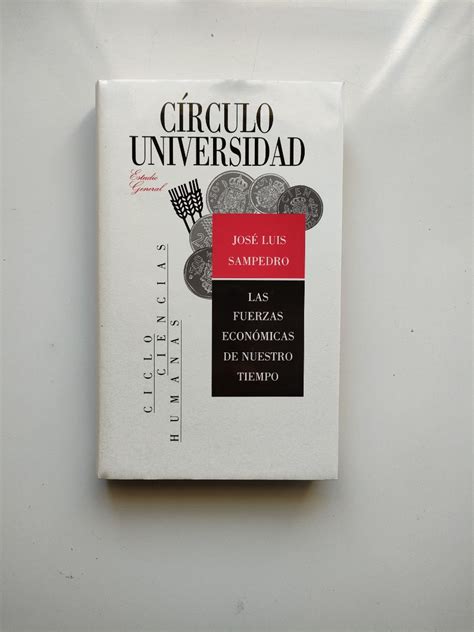 CÍRCULO
UNIVERSIDAD
Estudio
General
JOSÉ LUIS
SAMPEDRO
LAS
FUERZAS
ECONÓMICAS
DE NUESTRO
TIEMPO
CICLO
CIENCIAS
HUMANAS